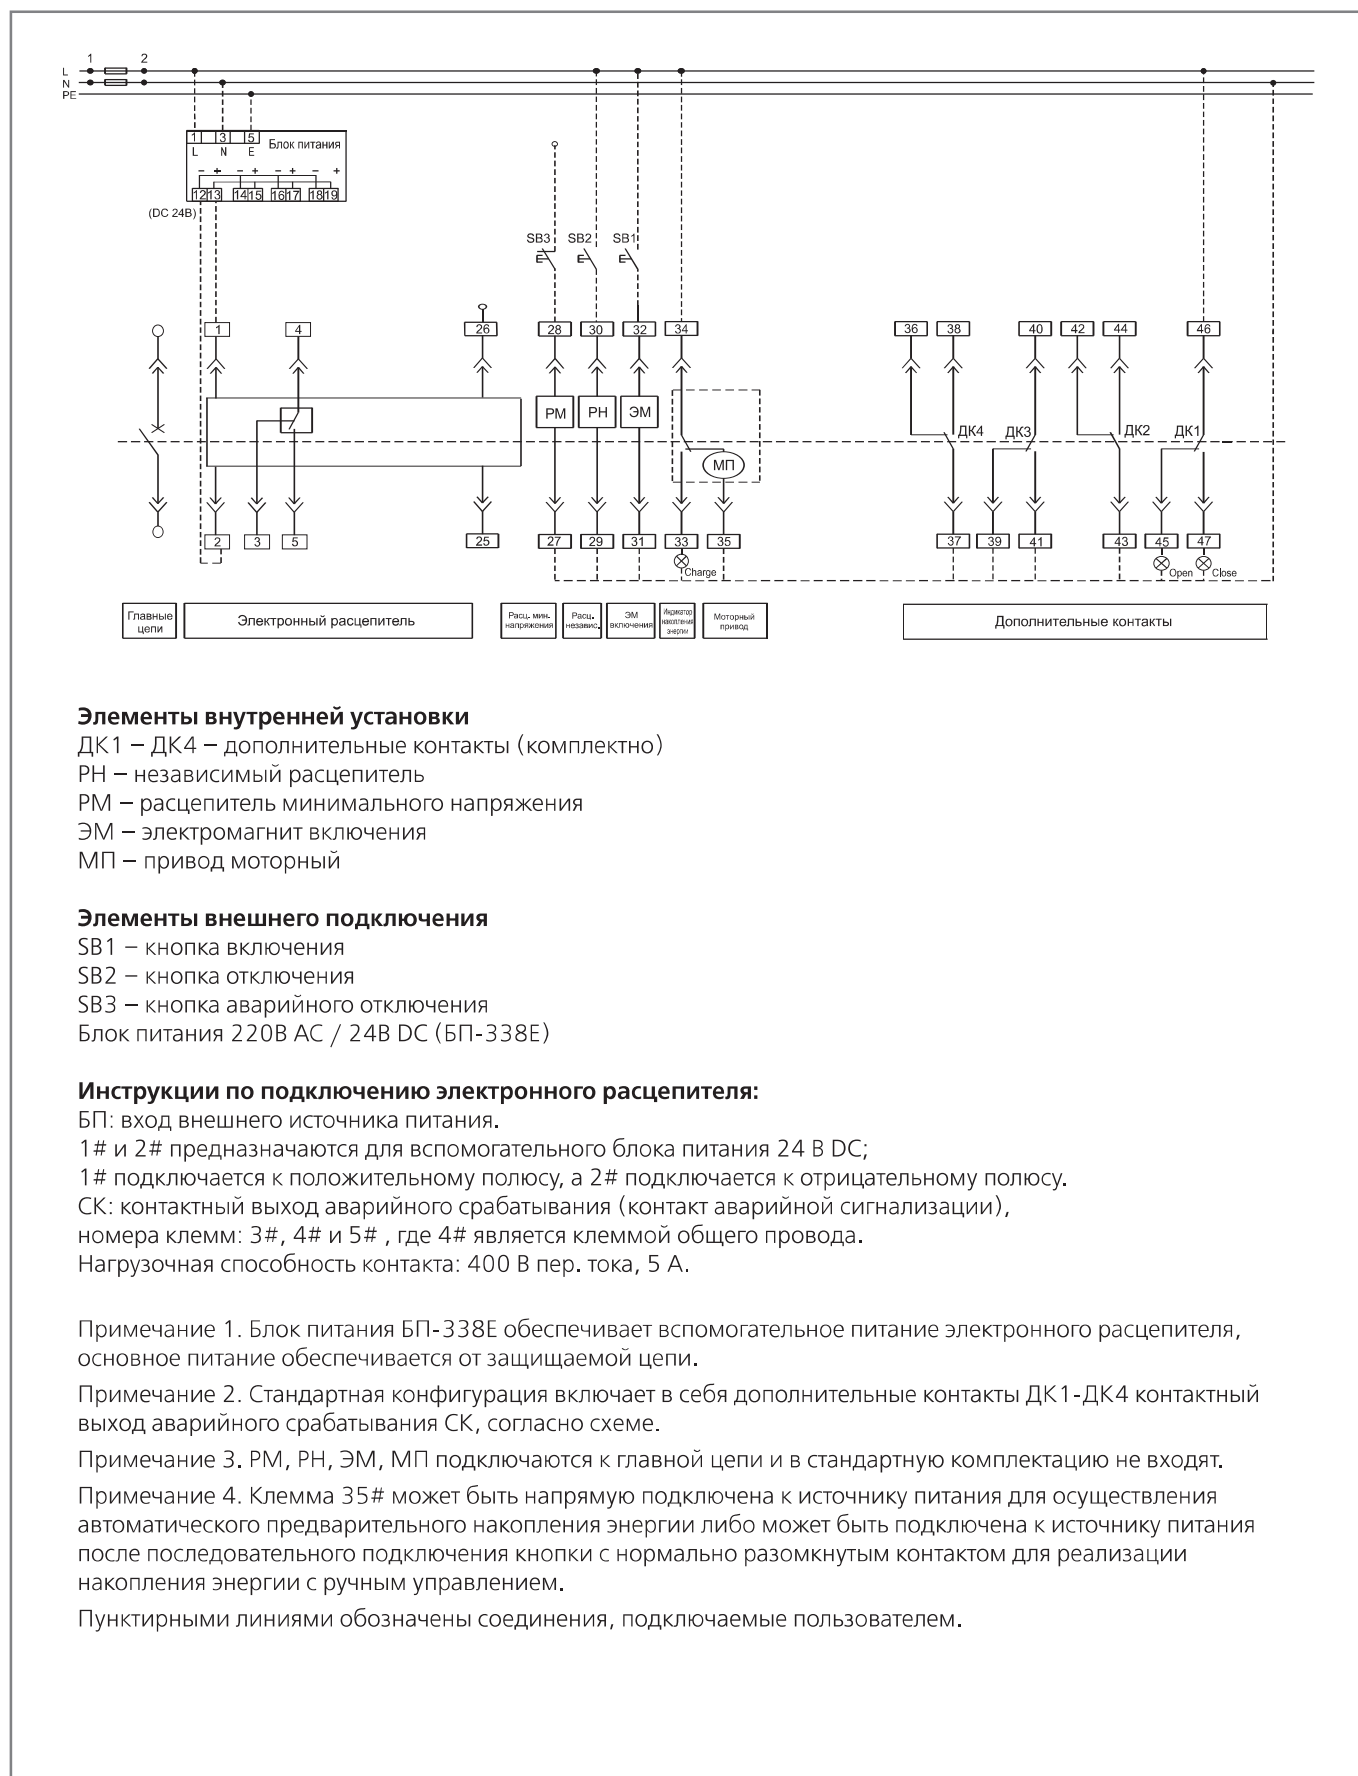 1 2
L
N
PE
1 3 5
L N E Блок питания
– + – + – + – +
12 13 14 15 16 17 18 19
(DC 24В)
SB3 SB2 SB1
1 4 26 28 30 32 34 36 38 40 42 44 46
РМ РН ЭМ
ДК4 ДК3 ДК2 ДК1
МП
2 3 5 25 27 29 31 33 35 37 39 41 43 45 47
Charge Open Close
Главные
цепи
Электронный расцепитель
Расц. мин.
напряжения
Расц.
независ.
ЭМ
включения
Индикатор
накопления
энергии
Моторный
привод
Дополнительные контакты
Элементы внутренней установки
ДК1 – ДК4 – дополнительные контакты (комплектно)
РН – независимый расцепитель
РМ – расцепитель минимального напряжения
ЭМ – электромагнит включения
МП – привод моторный
Элементы внешнего подключения
SB1 – кнопка включения
SB2 – кнопка отключения
SB3 – кнопка аварийного отключения
Блок питания 220В AC / 24В DC (БП-338Е)
Инструкции по подключению электронного расцепителя:
БП: вход внешнего источника питания.
1# и 2# предназначаются для вспомогательного блока питания 24 В DC;
1# подключается к положительному полюсу, а 2# подключается к отрицательному полюсу.
СК: контактный выход аварийного срабатывания (контакт аварийной сигнализации),
номера клемм: 3#, 4# и 5# , где 4# является клеммой общего провода.
Нагрузочная способность контакта: 400 В пер. тока, 5 А.
Примечание 1. Блок питания БП-338Е обеспечивает вспомогательное питание электронного расцепителя,
основное питание обеспечивается от защищаемой цепи.
Примечание 2. Стандартная конфигурация включает в себя дополнительные контакты ДК1-ДК4 контактный
выход аварийного срабатывания СК, согласно схеме.
Примечание 3. РМ, РН, ЭМ, МП подключаются к главной цепи и в стандартную комплектацию не входят.
Примечание 4. Клемма 35# может быть напрямую подключена к источнику питания для осуществления
автоматического предварительного накопления энергии либо может быть подключена к источнику питания
после последовательного подключения кнопки с нормально разомкнутым контактом для реализации
накопления энергии с ручным управлением.
Пунктирными линиями обозначены соединения, подключаемые пользователем.